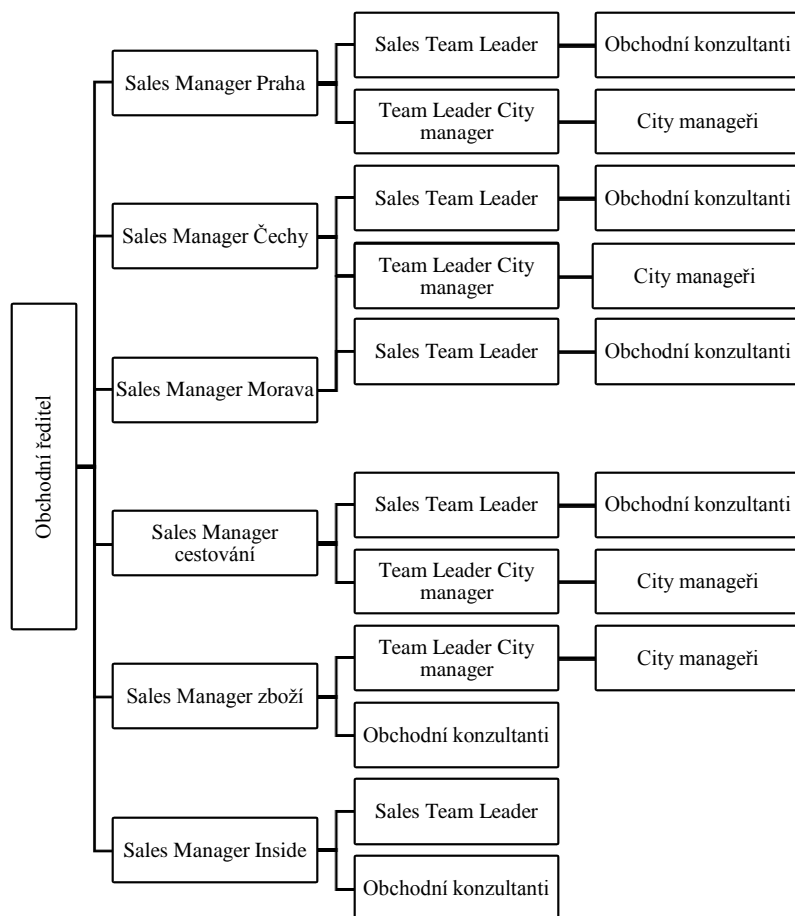 Obchodní ředitel
Sales Manager Praha
Sales Team Leader
Obchodní konzultanti
Team Leader City
manager
City manageři
Sales Manager Čechy
Sales Team Leader
Obchodní konzultanti
Team Leader City
manager
City manageři
Sales Manager Morava
Sales Team Leader
Obchodní konzultanti
Sales Manager
cestování
Sales Team Leader
Obchodní konzultanti
Team Leader City
manager
City manageři
Sales Manager zboží
Team Leader City
manager
City manageři
Obchodní konzultanti
Sales Manager Inside
Sales Team Leader
Obchodní konzultanti